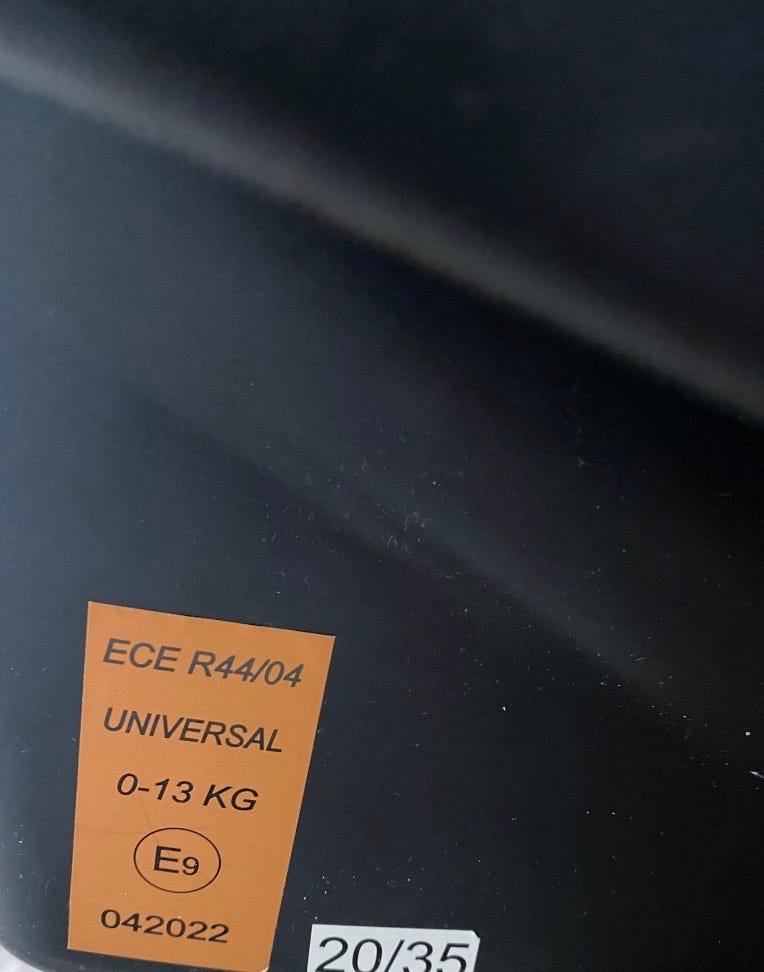 ECE R44/04
UNIVERSAL
0-13 KG
E9
042022
20/35